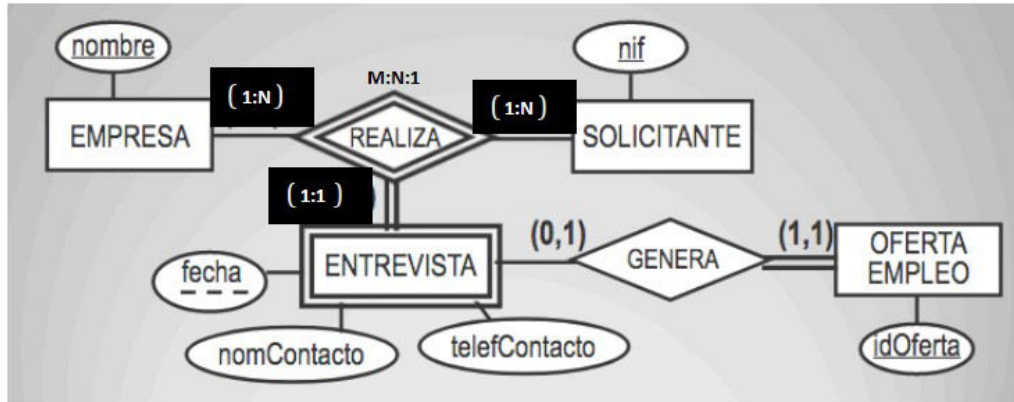 nombre
nif
M:N:1
( 1:N )
( 1:N )
EMPRESA
REALIZA
SOLICITANTE
( 1:1 )
(0,1)
(1,1)
OFERTA
EMPLEO
fecha
ENTREVISTA
GENERA
nomContacto
telefContacto
idOferta